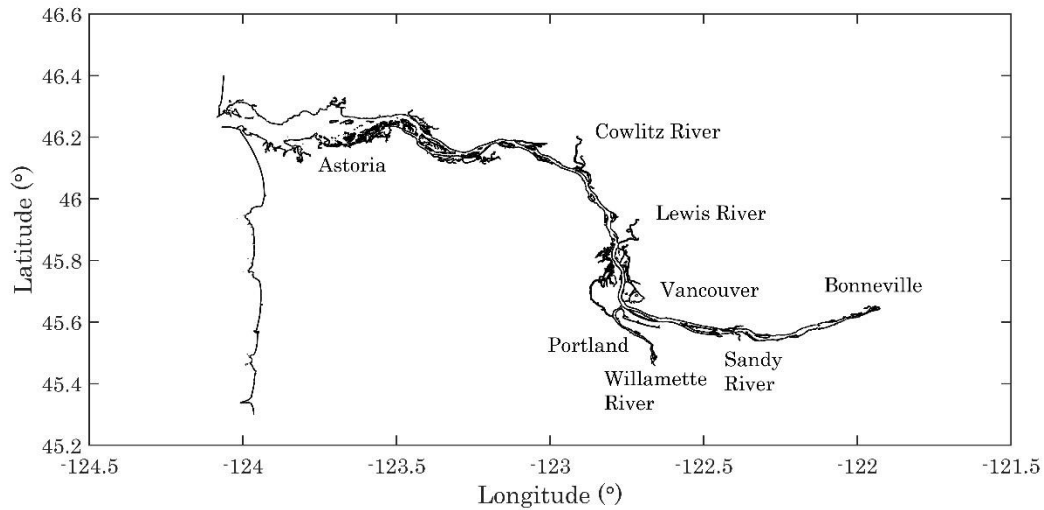 46.6
46.4
46.2
46
45.8
45.6
45.4
45.2
Latitude (°)
Cowlitz River
Astoria
Lewis River
Vancouver
Bonneville
Portland
Sandy
River
Willamette
River
-124.5
-124
-123.5
-123
-122.5
-122
-121.5
Longitude (°)